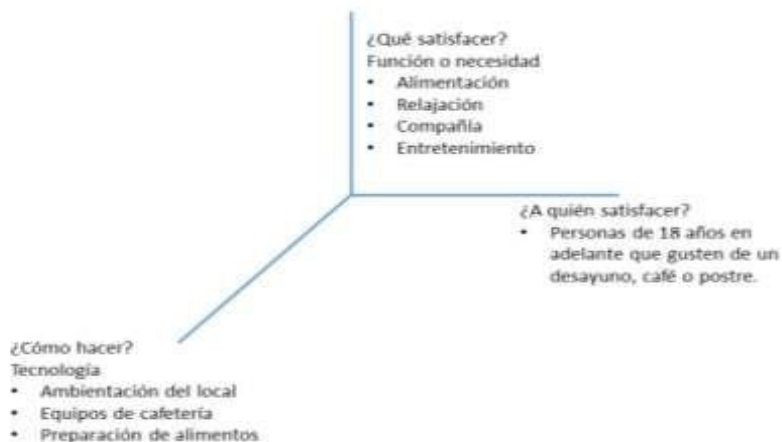 ¿Qué satisfacer?
Función o necesidad
• Alimentación
• Relajación
• Compañia
• Entretenimiento
¿A quién satisfacer?
• Personas de 18 años en
adelante que gusten de un
desayuno, café o postre.
¿Cómo hacer?
Tecnología
• Ambientación del local
• Equipos de cafetería
• Preparación de alimentos